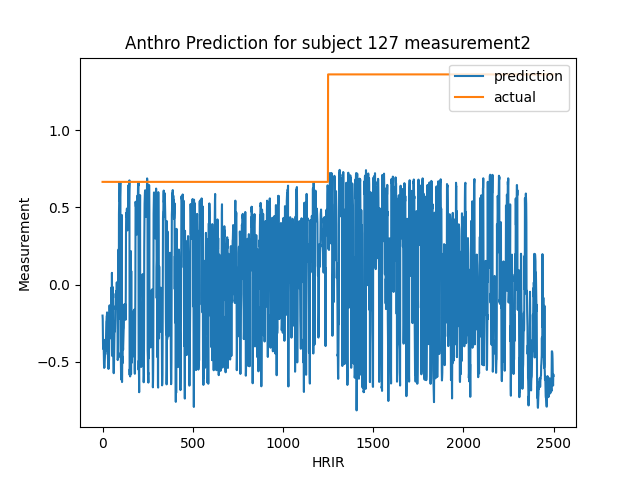 Anthro Prediction for subject 127 measurement2
prediction
actual
Measurement
1.0
0.5
0.0
−0.5
0
500
1000
1500
2000
2500
HRIR